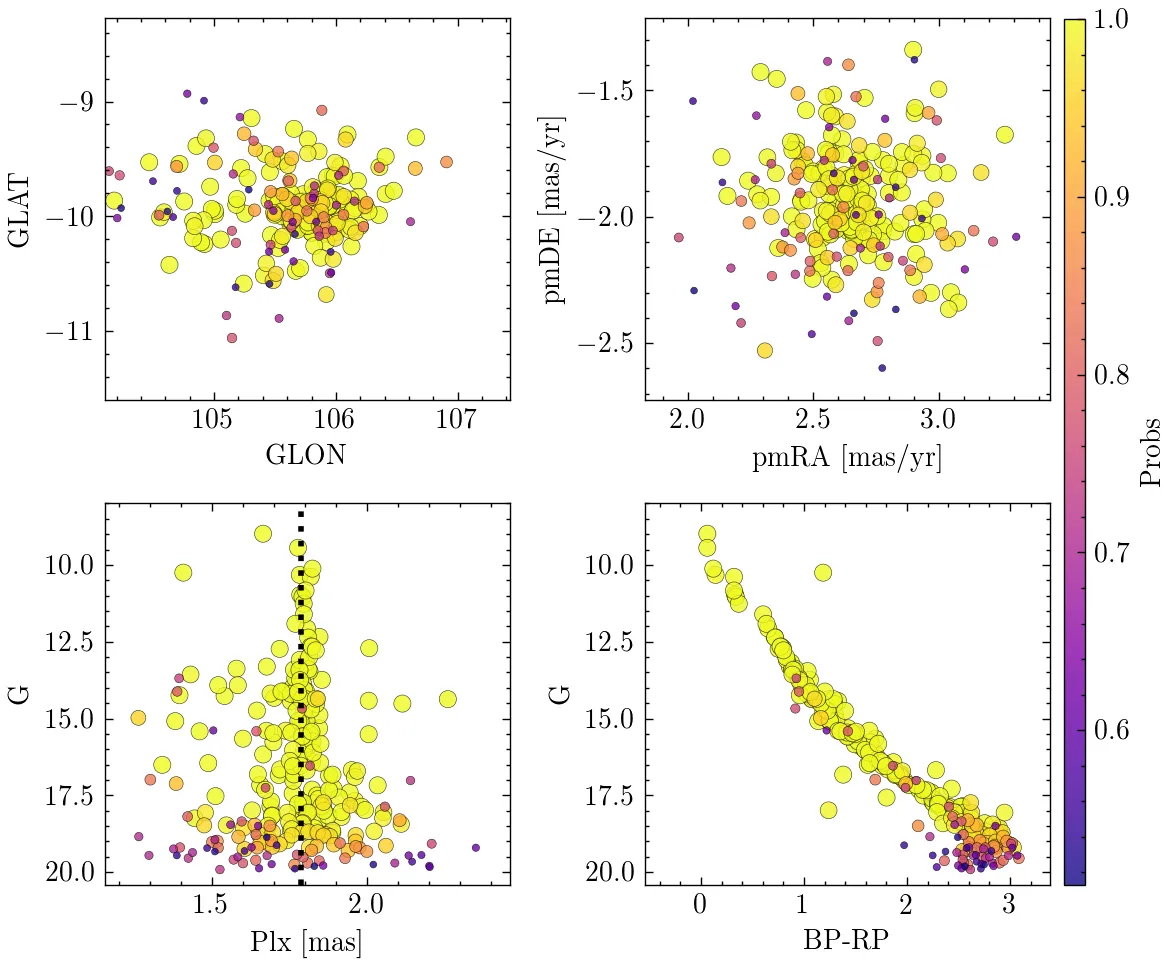 −9
−10
−11
GLAT
105 106 107
GLON
−1.5
−2.0
−2.5
pmDE [mas/yr]
2.0 2.5 3.0
pmRA [mas/yr]
10.0
12.5
15.0
17.5
20.0
G
1.5 2.0
Plx [mas]
10.0
12.5
15.0
17.5
20.0
G
0 1 2 3
BP-RP
1.0
0.9
0.8
0.7
0.6
Probs